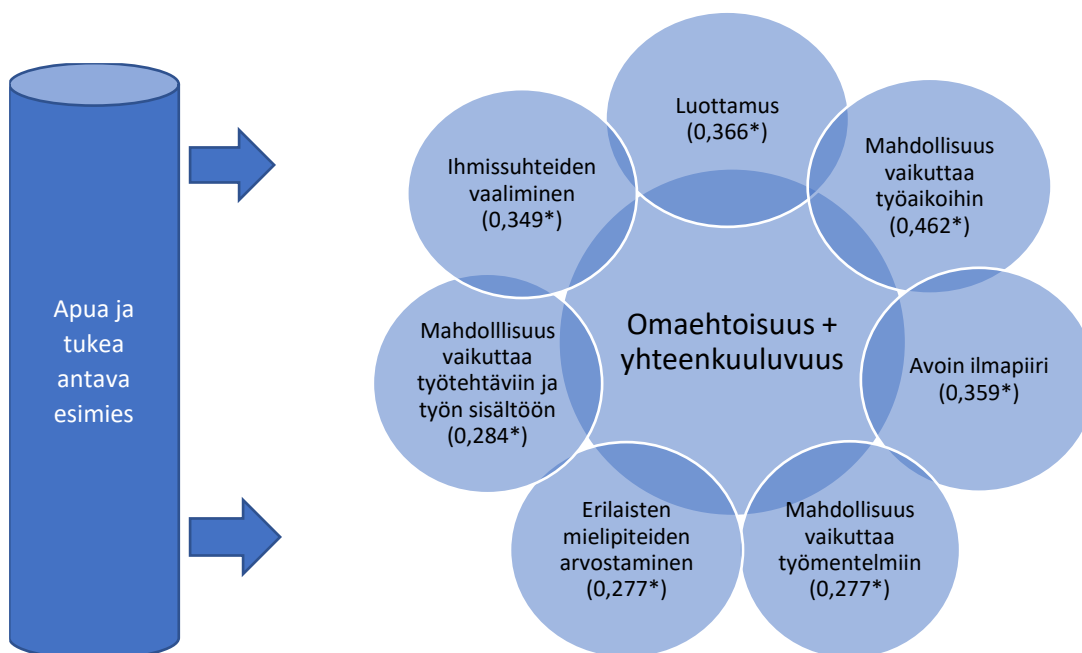 Apua ja
tukea
antava
esimies
Luottamus
(0,366*)
Mahdollisuus
vaikuttaa
työaikoihin
(0,462*)
Avoin ilmapiiri
(0,359*)
Mahdollisuus
vaikuttaa
työmentelmiin
(0,277*)
Erilaisten
mielipiteiden
arvostaminen
(0,277*)
Mahdolllisuus
vaikuttaa
työtehtäviin ja
työn sisältöön
(0,284*)
Ihmissuhteiden
vaaliminen
(0,349*)
Omaehtoisuus +
yhteenkuuluvuus